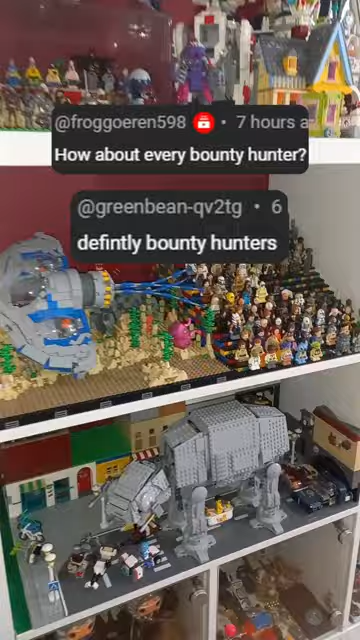 @froggoeren598 • 7 hours a
How about every bounty hunter?
@greenbean-qv2tg • 6
defintly bounty hunters